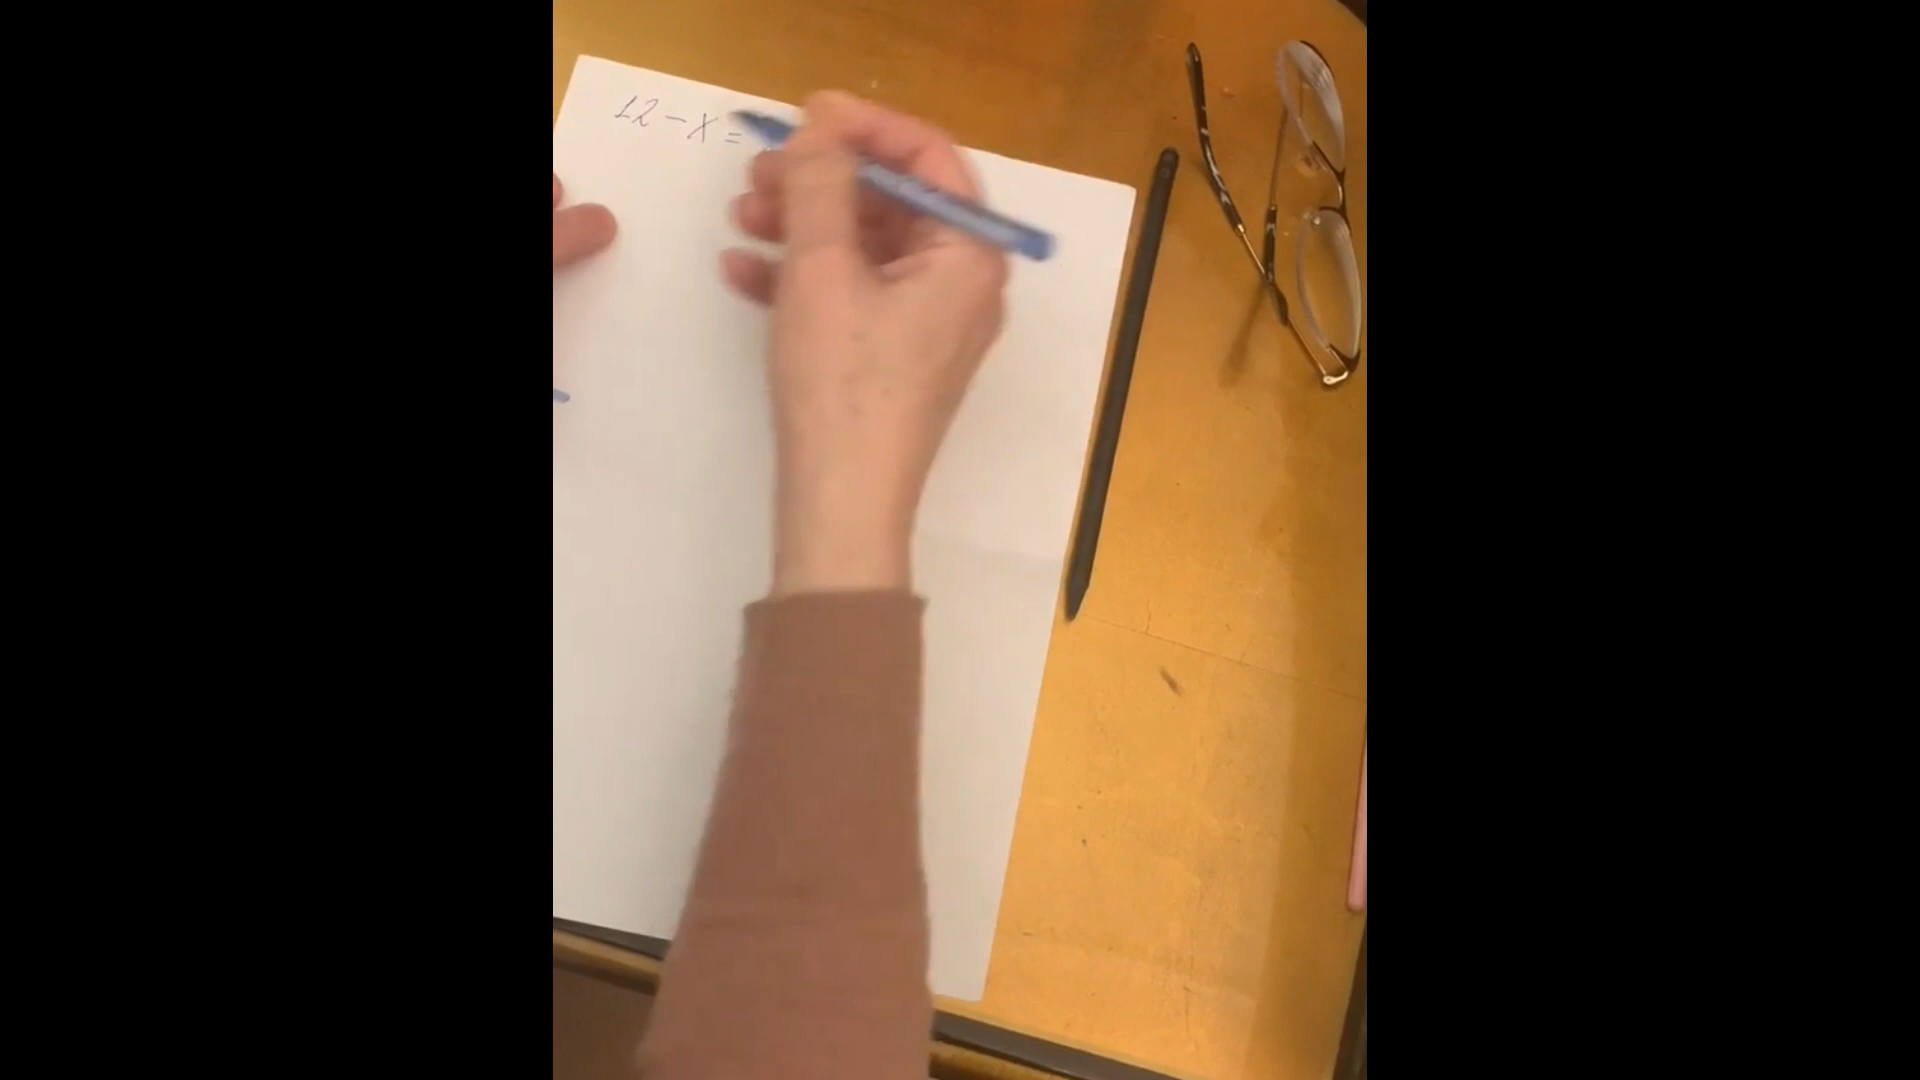 12 - x =